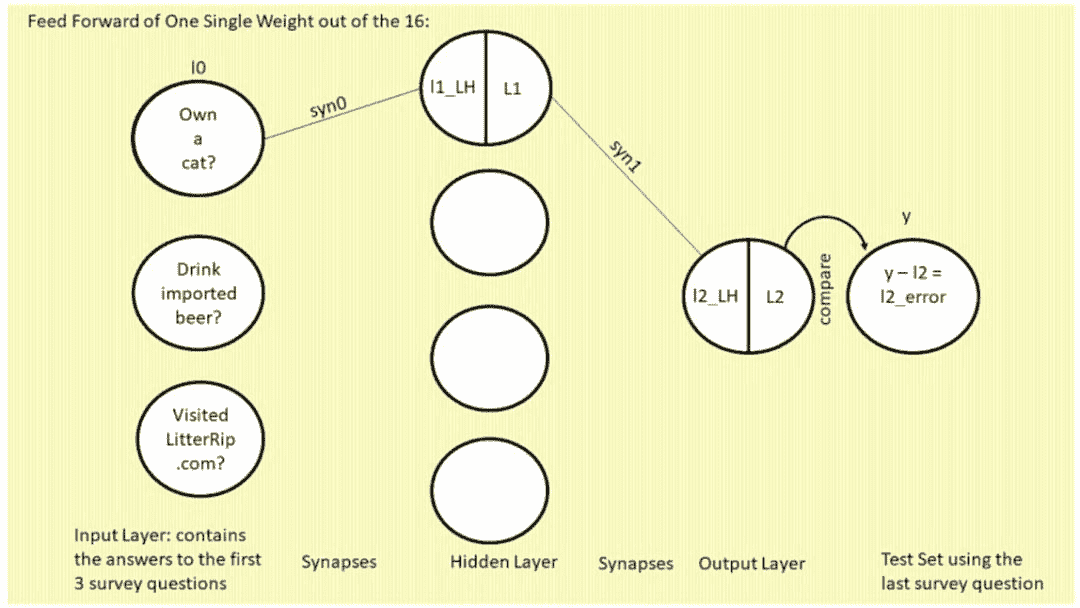 Feed Forward of One Single Weight out of the 16:
l0
Own
a
cat?
syn0
l1_LH
L1
syn1
Drink
imported
beer?
l2_LH
L2
compare
y
y – l2 =
l2_error
Visited
LitterRip
.com?
Input Layer: contains
the answers to the first
3 survey questions
Synapses
Hidden Layer
Synapses
Output Layer
Test Set using the
last survey question